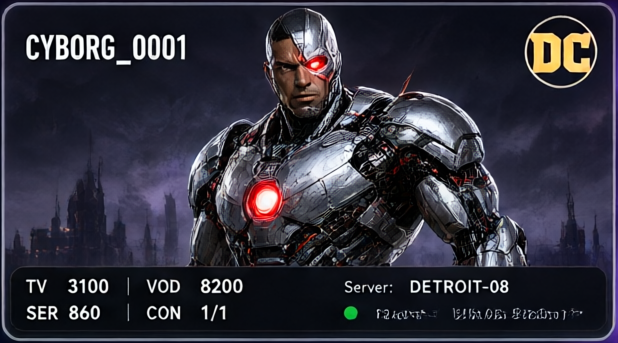 CYBORG_0001
DC
TV 3100 | VOD 8200
SER 860 | CON 1/1
Server: DETROIT-08